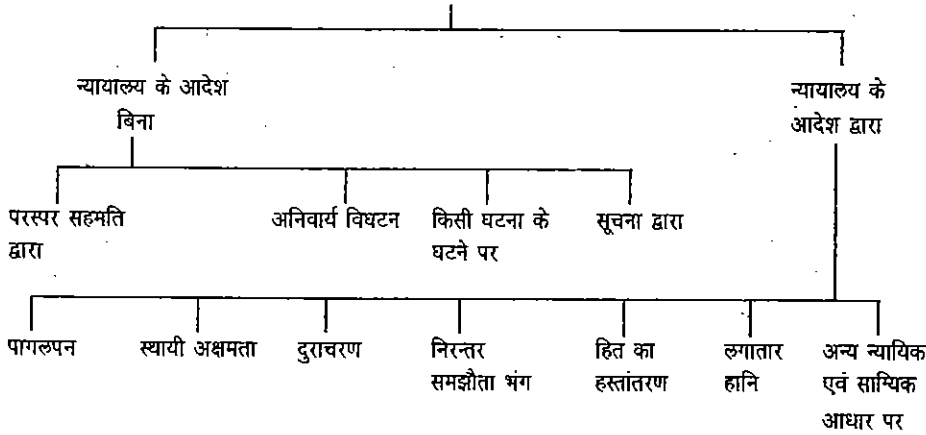 न्यायालय के आदेश
बिना
न्यायालय के
आदेश द्वारा
परस्पर सहमति
द्वारा
अनिवार्य विघटन
किसी घटना के
घटने पर
सूचना द्वारा
पागलपन
स्थायी अक्षमता
दुराचरण
निरन्तर
समझौता भंग
हित का
हस्तांतरण
लगातार
हानि
अन्य न्यायिक
एवं साम्यिक
आधार पर